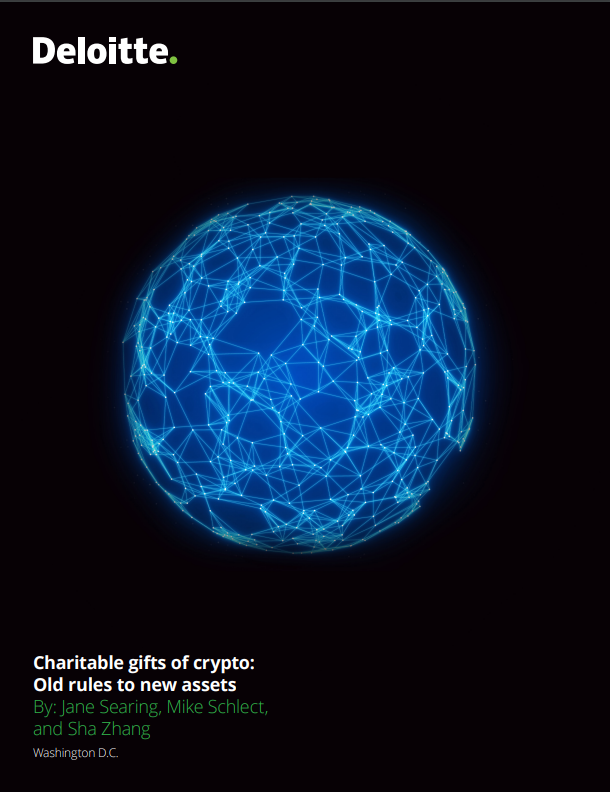 Deloitte.
Charitable gifts of crypto:
Old rules to new assets
By: Jane Searing, Mike Schlect,
and Sha Zhang
Washington D.C.